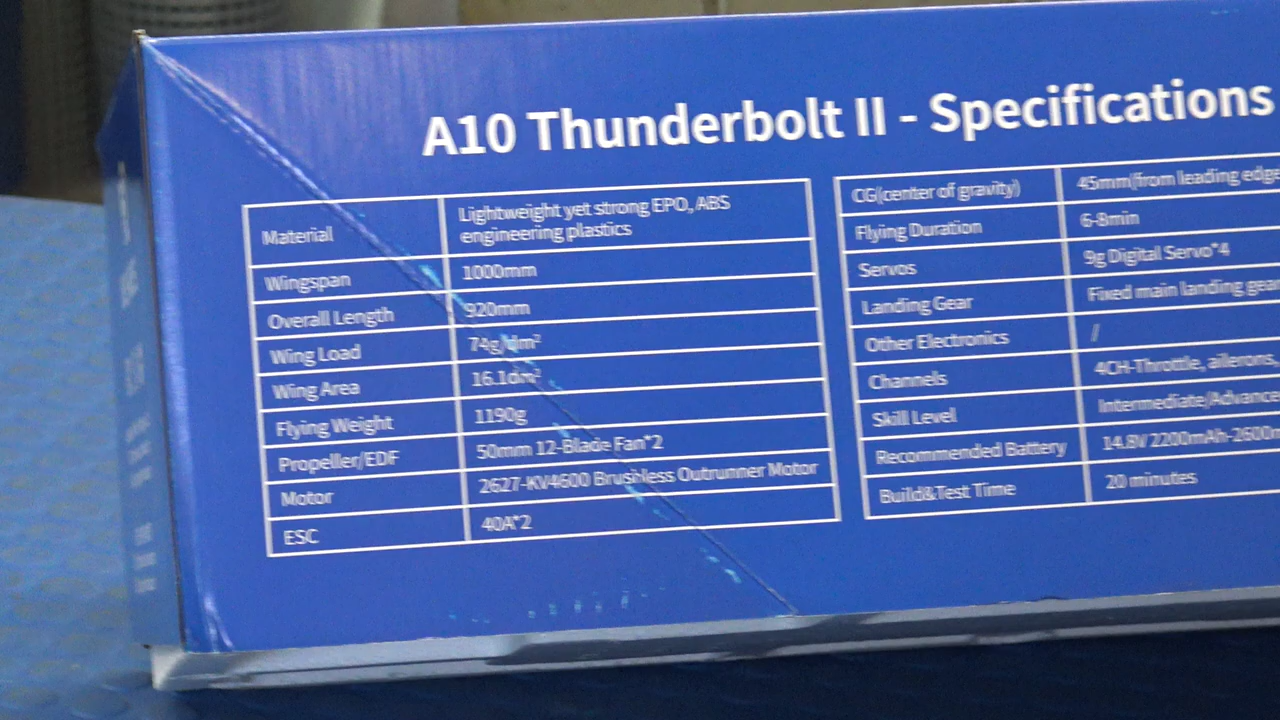 A10 Thunderbolt II - Specifications
Material
Lightweight yet strong EPO, ABS
engineering plastics
Wingspan
1000mm
Overall Length
920mm
Wing Load
74g/dm²
Wing Area
16.1dm²
Flying Weight
1190g
Propeller/EDF
50mm 12-Blade Fan*2
Motor
2627-KV4600 Brushless Outrunner Motor
ESC
40A*2
CG(center of gravity)
45mm(from leading edge
Flying Duration
6-8min
Servos
9g Digital Servo*4
Landing Gear
Fixed main landing gear
Other Electronics
/
Channels
4CH-Throttle, ailerons,
Skill Level
Intermediate/Advance
Recommended Battery
14.8V 2200mAh-2600m
Build&Test Time
20 minutes